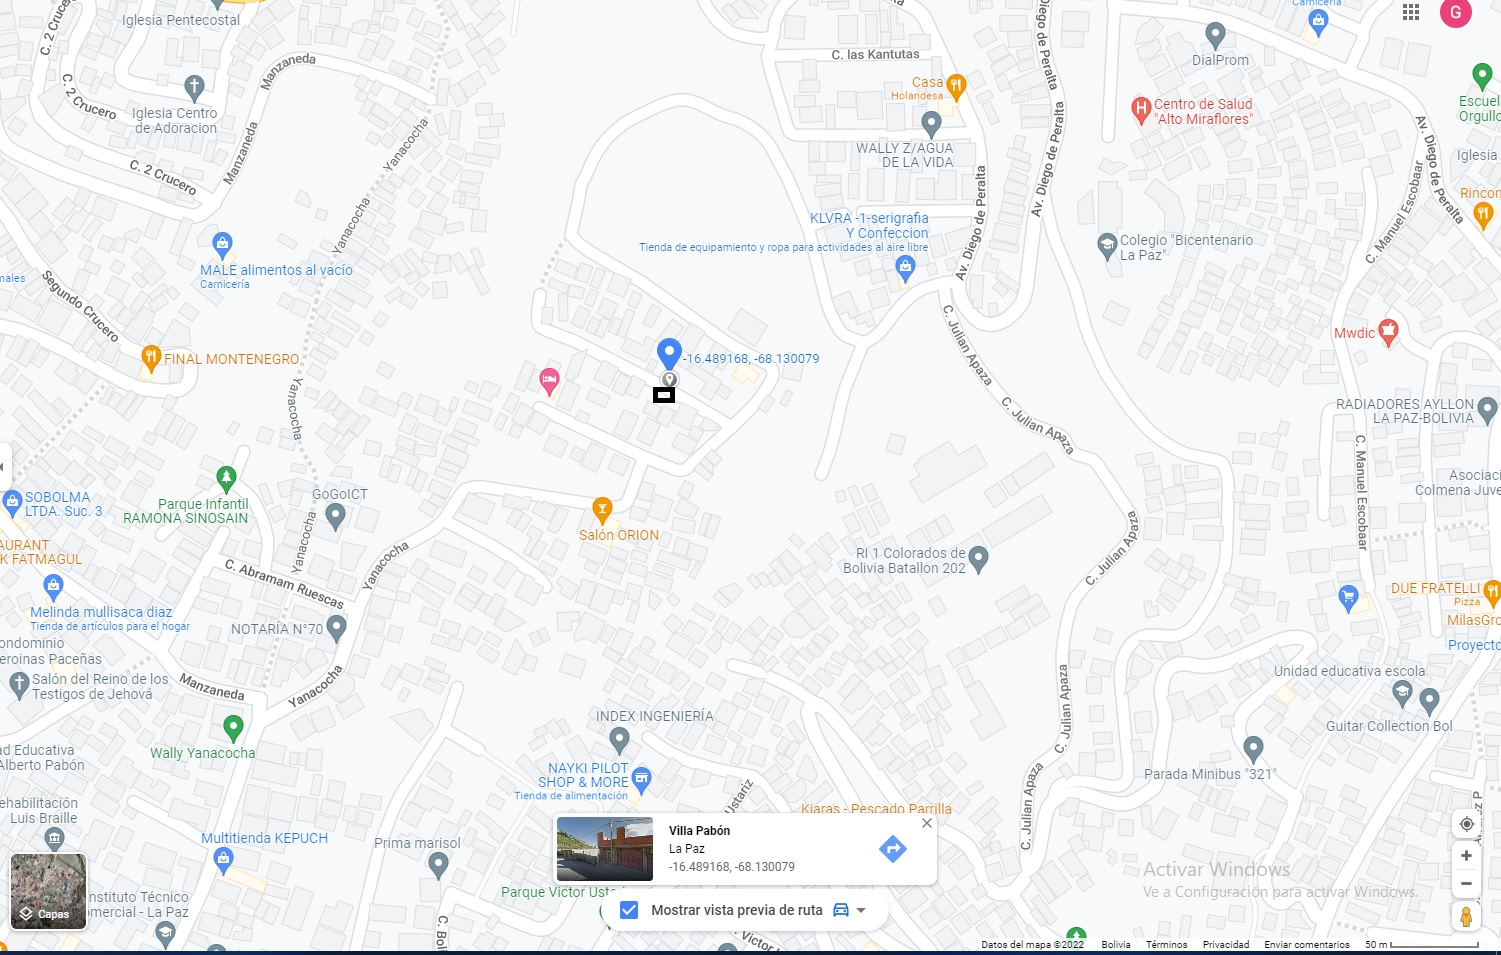 Iglesia Pentecostal
C. 2 Crucero
C. 2 Crucero
Manzaneda
Iglesia Centro
de Adoracion
Manzaneda
C. 2 Crucero
Yanacocha
Yanacocha
C. las Kantutas
Casa
Holandesa
WALLY Z/AGUA
DE LA VIDA
Diego de Peralta
Av. Diego de Peralta
Av. Diego de Peralta
Carnicería
DialProm
G
Centro de Salud
"Alto Miraflores"
Escuel
Orgullo
Av. Diego de Peralta
Iglesia
Rincon
C. Manuel Escobaar
KLVRA -1-serigrafia
Y Confeccion
Tienda de equipamiento y ropa para actividades al aire libre
Colegio "Bicentenario
La Paz"
MALE alimentos al vacío
Carnicería
nales
Segundo Crucero
FINAL MONTENEGRO
Yanacocha
-16.489168, -68.130079
C. Julian Apaza
C. Julian Apaza
Mwdic
RADIADORES AYLLON
LA PAZ-BOLIVIA
C. Manuel Escobaar
Asociaci
Colmena Juve
SOBOLMA
LTDA. Suc. 3
Parque Infantil
RAMONA SINOSAIN
GoGoICT
Yanacocha
Salón ORION
AURANT
K FATMAGUL
Yanacocha
C. Abramam Ruescas
RI 1 Colorados de
Bolivia Batallon 202
C. Julian Apaza
DUE FRATELLI
Pizza
MilasGro
Proyecto
Melinda mullisaca diaz
Tienda de artículos para el hogar
NOTARÍA N°70
ondominio
eroinas Paceñas
Salón del Reino de los
Testigos de Jehová
Manzaneda
Yanacocha
C. Julian Apaza
Unidad educativa escola
Guitar Collection Bol
Wally Yanacocha
INDEX INGENIERÍA
ad Educativa
Alberto Pabón
NAYKI PILOT
SHOP & MORE
Tienda de alimentación
Ustariz
Parada Minibus "321"
C. Julian Apaza
Kiaras - Pescado Parrilla
ehabilitación
Luis Braille
Multitienda KEPUCH
Prima marisol
Villa Pabón
La Paz
-16.489168, -68.130079
Activar Windows
Ve a Configuración para activar Windows.
Parque Victor Usta
Mostrar vista previa de ruta
nstituto Técnico
mercial - La Paz
Capas
C. Bol
Victor
Datos del mapa ©2022 Bolivia Términos Privacidad Enviar comentarios 50 m